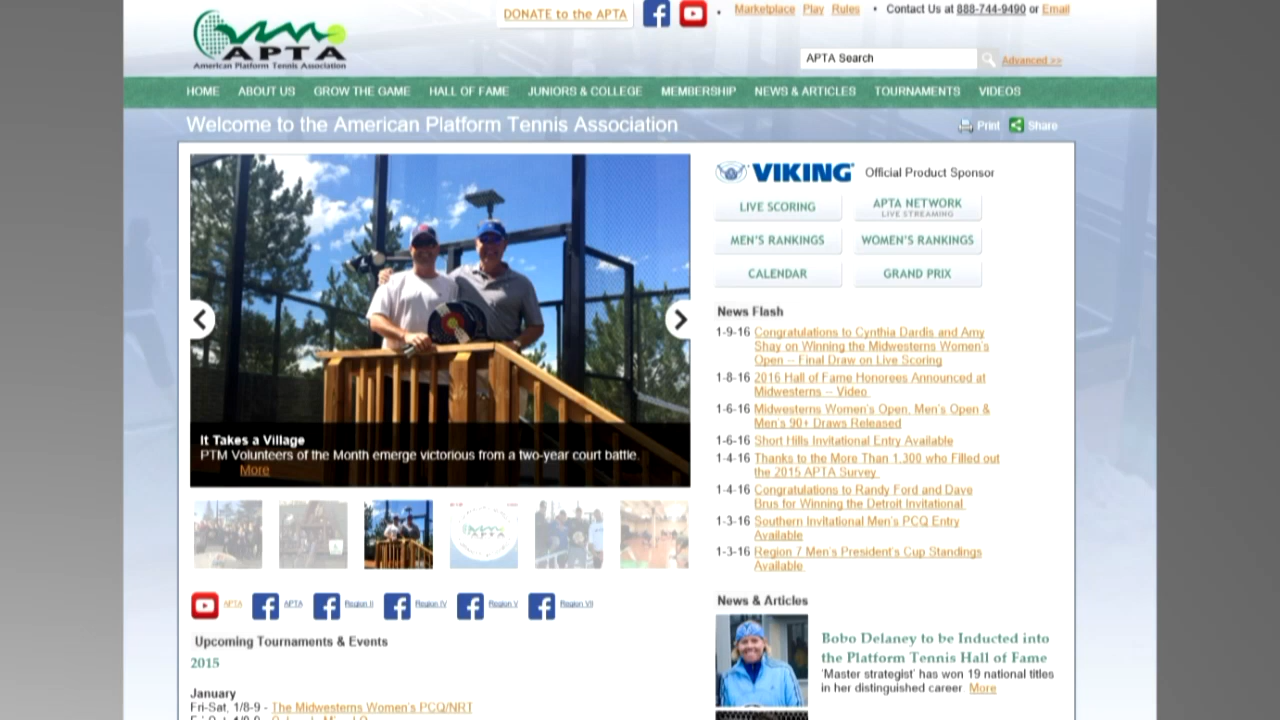 DONATE to the APTA
Marketplace Play Rules • Contact Us at 888-744-9490 or Email
APTA
American Platform Tennis Association
APTA Search
Advanced >>
HOME ABOUT US GROW THE GAME HALL OF FAME JUNIORS & COLLEGE MEMBERSHIP NEWS & ARTICLES TOURNAMENTS VIDEOS
Welcome to the American Platform Tennis Association
Print Share
VIKING Official Product Sponsor
LIVE SCORING
APTA NETWORK
LIVE STREAMING
MEN'S RANKINGS
WOMEN'S RANKINGS
CALENDAR
GRAND PRIX
It Takes a Village
PTM Volunteers of the Month emerge victorious from a two-year court battle.
More
APTA
APTA APTA Region II Region IV Region V Region VII
Upcoming Tournaments & Events
2015
January
Fri-Sat, 1/8-9 - The Midwesterns Women's PCQ/NRT
News Flash
1-9-16 Congratulations to Cynthia Dardis and Amy
Shay on Winning the Midwesterns Women's
Open -- Final Draw on Live Scoring
1-8-16 2016 Hall of Fame Honorees Announced at
Midwesterns -- Video
1-6-16 Midwesterns Women's Open, Men's Open &
Men's 90+ Draws Released
1-6-16 Short Hills Invitational Entry Available
1-4-16 Thanks to the More Than 1,300 who Filled out
the 2015 APTA Survey
1-4-16 Congratulations to Randy Ford and Dave
Brus for Winning the Detroit Invitational
1-3-16 Southern Invitational Men's PCQ Entry
Available
1-3-16 Region 7 Men's President's Cup Standings
Available
News & Articles
Bobo Delaney to be Inducted into
the Platform Tennis Hall of Fame
'Master strategist' has won 19 national titles
in her distinguished career More